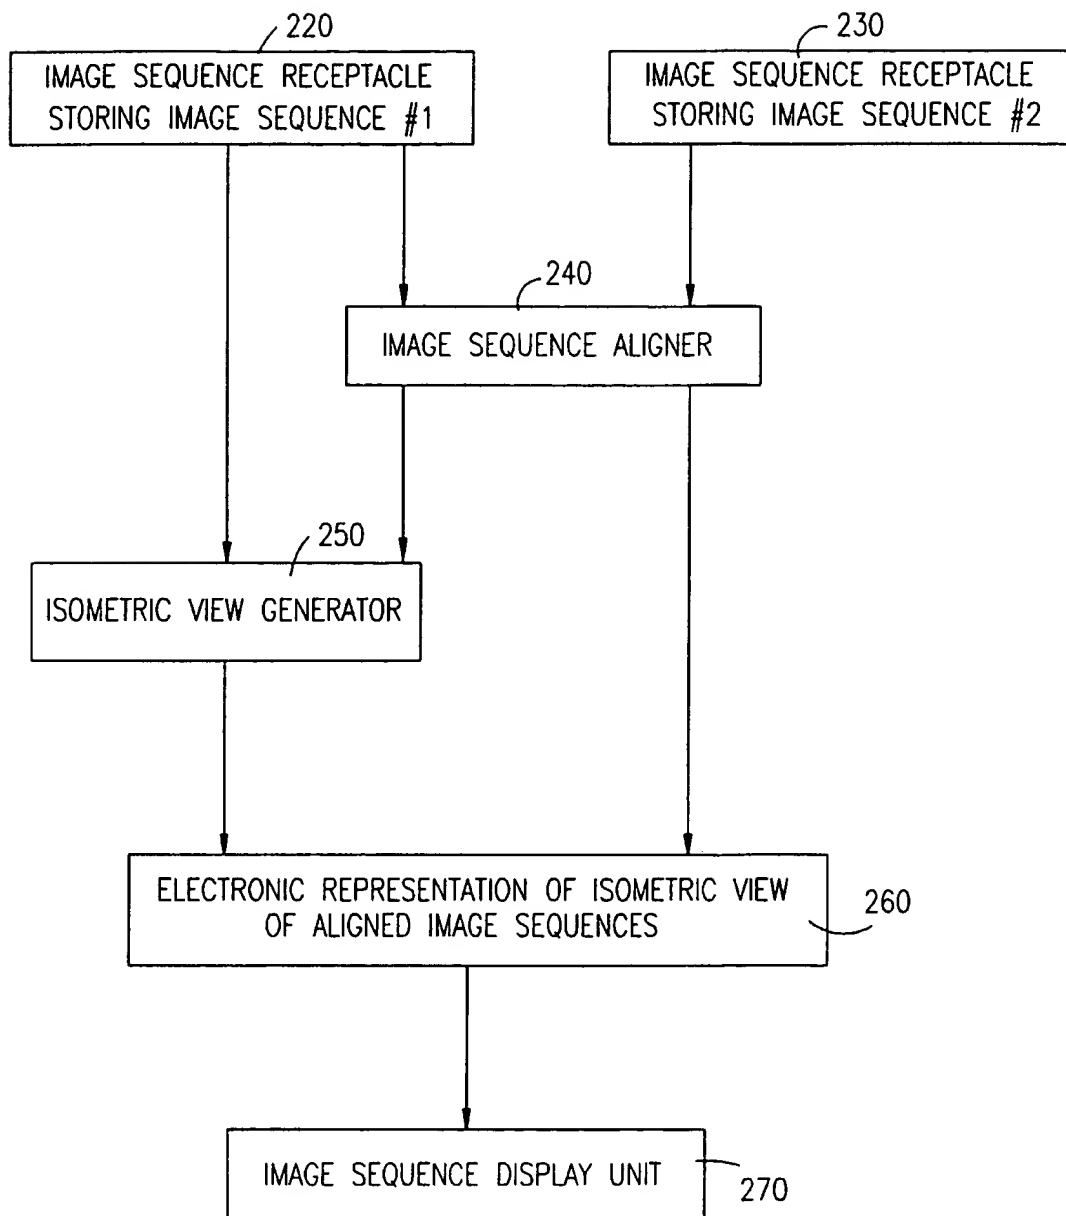 220
IMAGE SEQUENCE RECEPTACLE
STORING IMAGE SEQUENCE #1
230
IMAGE SEQUENCE RECEPTACLE
STORING IMAGE SEQUENCE #2
240
IMAGE SEQUENCE ALIGNER
250
ISOMETRIC VIEW GENERATOR
ELECTRONIC REPRESENTATION OF ISOMETRIC VIEW
OF ALIGNED IMAGE SEQUENCES
260
IMAGE SEQUENCE DISPLAY UNIT
270